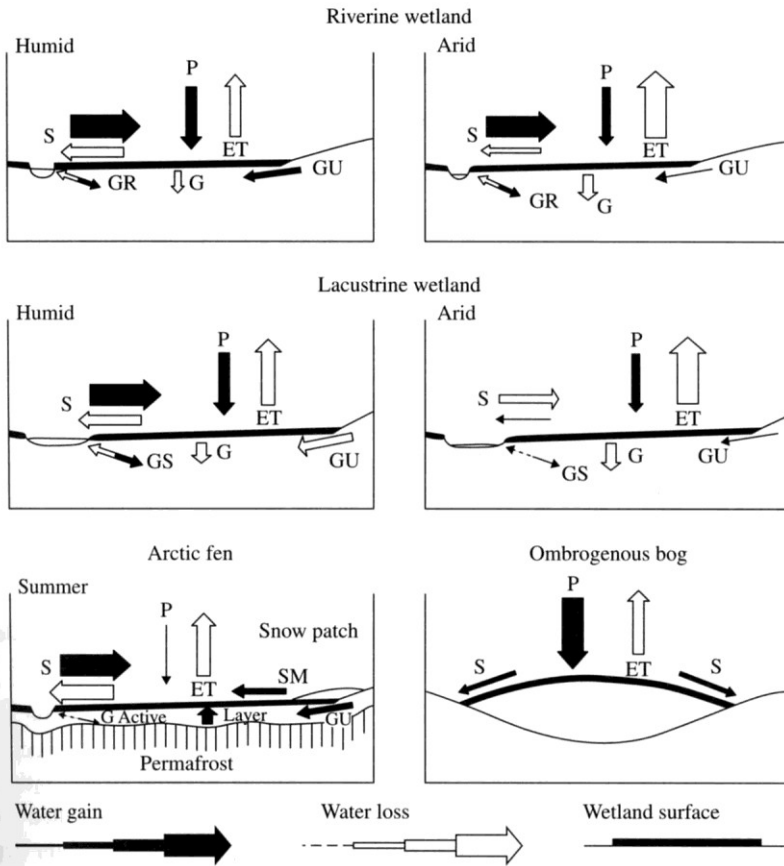 Riverine wetland
Humid
P
S
ET
GR
G
GU
Arid
P
S
ET
GR
G
GU
Lacustrine wetland
Humid
P
S
ET
GS
G
GU
Arid
P
S
ET
GS
G
GU
Arctic fen
Summer
P
Snow patch
S
ET
SM
G Active Layer
GU
Permafrost
Ombrogenous bog
P
S
ET
S
Water gain
Water loss
Wetland surface